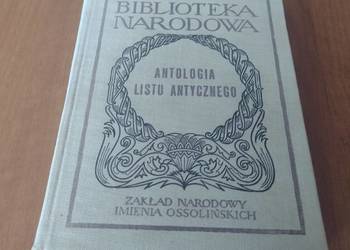 BIBLIOTEKA
NARODOWA
ANTOLOGIA
LISTU ANTYCZNEGO
ZAKŁAD NARODOWY
IMIENIA OSSOLIŃSKICH